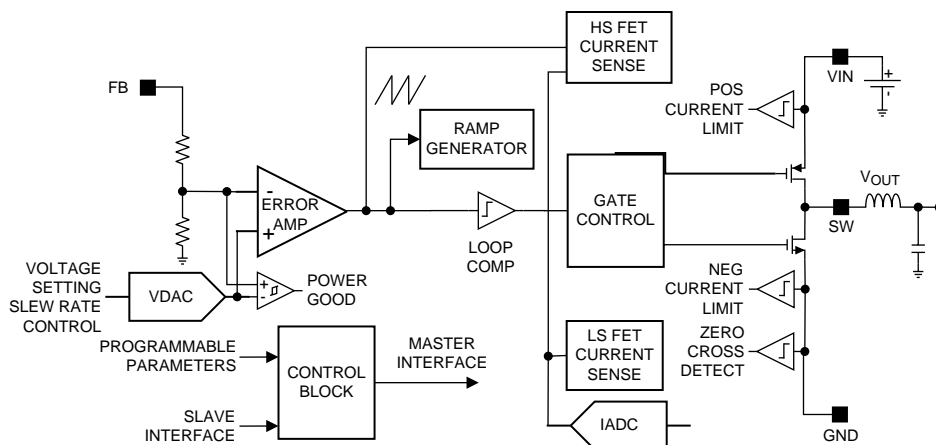 HS FET
CURRENT
SENSE
VIN
+
-
FB
POS
CURRENT
LIMIT
RAMP
GENERATOR
-
ERROR
AMP
+
GATE
CONTROL
VOUT
SW
LOOP
COMP
VOLTAGE
SETTING
SLEW RATE
CONTROL
VDAC
+
-
POWER
GOOD
NEG
CURRENT
LIMIT
PROGRAMMABLE
PARAMETERS
MASTER
INTERFACE
LS FET
CURRENT
SENSE
ZERO
CROSS
DETECT
CONTROL
BLOCK
SLAVE
INTERFACE
IADC
GND